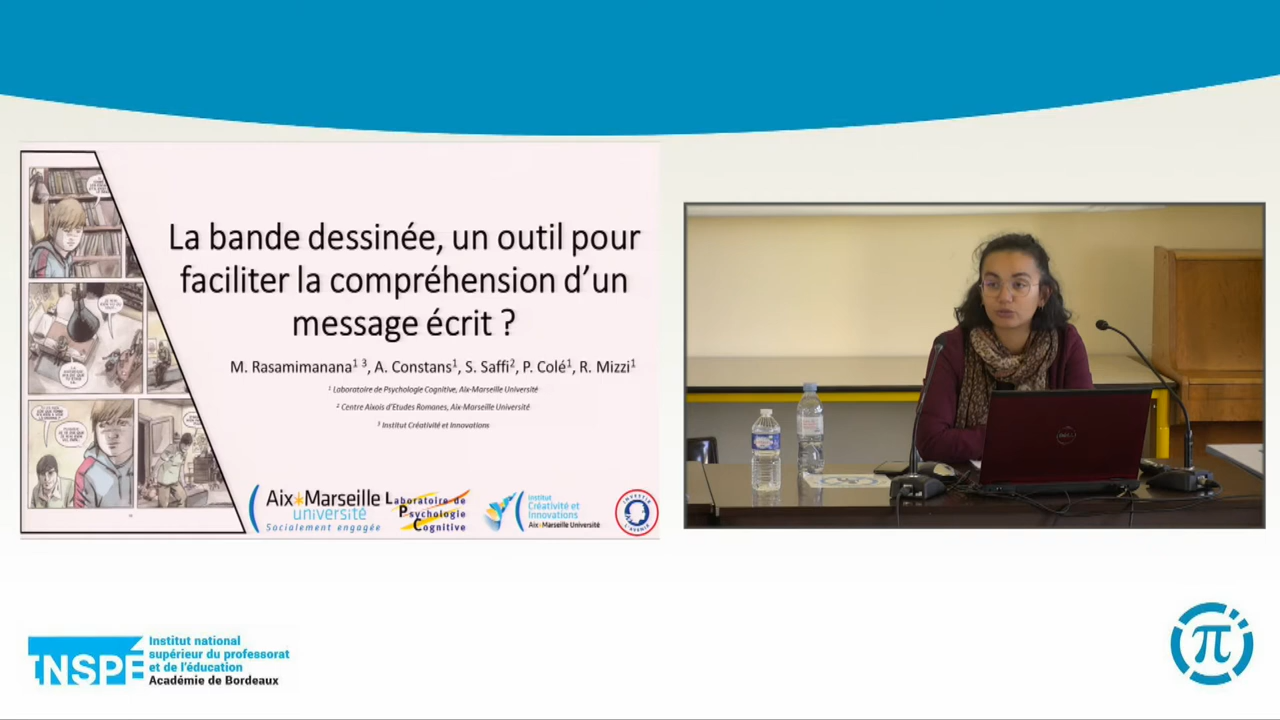 La bande dessinée, un outil pour
faciliter la compréhension d’un
message écrit ?
M. Rasamimanana¹ ³, A. Constans¹, S. Saffi², P. Colé¹, R. Mizzi¹
¹ Laboratoire de Psychologie Cognitive, Aix-Marseille Université
² Centre Aixois d'Etudes Romanes, Aix-Marseille Université
³ Institut Créativité et Innovations
Aix*Marseille
université
Socialement engagée
Laboratoire de
Psychologie
Cognitive
Institut
Créativité et
Innovations
Aix*Marseille Université
INVESTIR
L'AVENIR
DELL
INSPÉ
Institut national
supérieur du professorat
et de l'éducation
Académie de Bordeaux
π